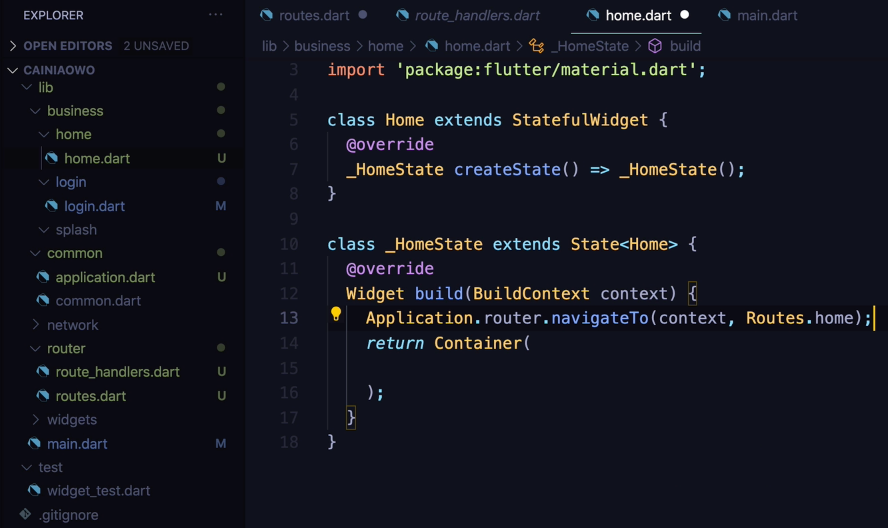 EXPLORER ...
OPEN EDITORS 2 UNSAVED
CAINIAOWO
lib
business
home
home.dart U
login
login.dart M
splash
common
application.dart U
common.dart
network
router
route_handlers.dart U
routes.dart U
widgets
main.dart M
test
widget_test.dart
.gitignore
routes.dart route_handlers.dart home.dart main.dart
lib > business > home > home.dart > _HomeState > build
3 import 'package:flutter/material.dart';
4
5 class Home extends StatefulWidget {
6 @override
7 _HomeState createState() => _HomeState();
8 }
9
10 class _HomeState extends State<Home> {
11 @override
12 Widget build(BuildContext context) {
13 Application.router.navigateTo(context, Routes.home);
14 return Container(
15
16 );
17 }
18 }